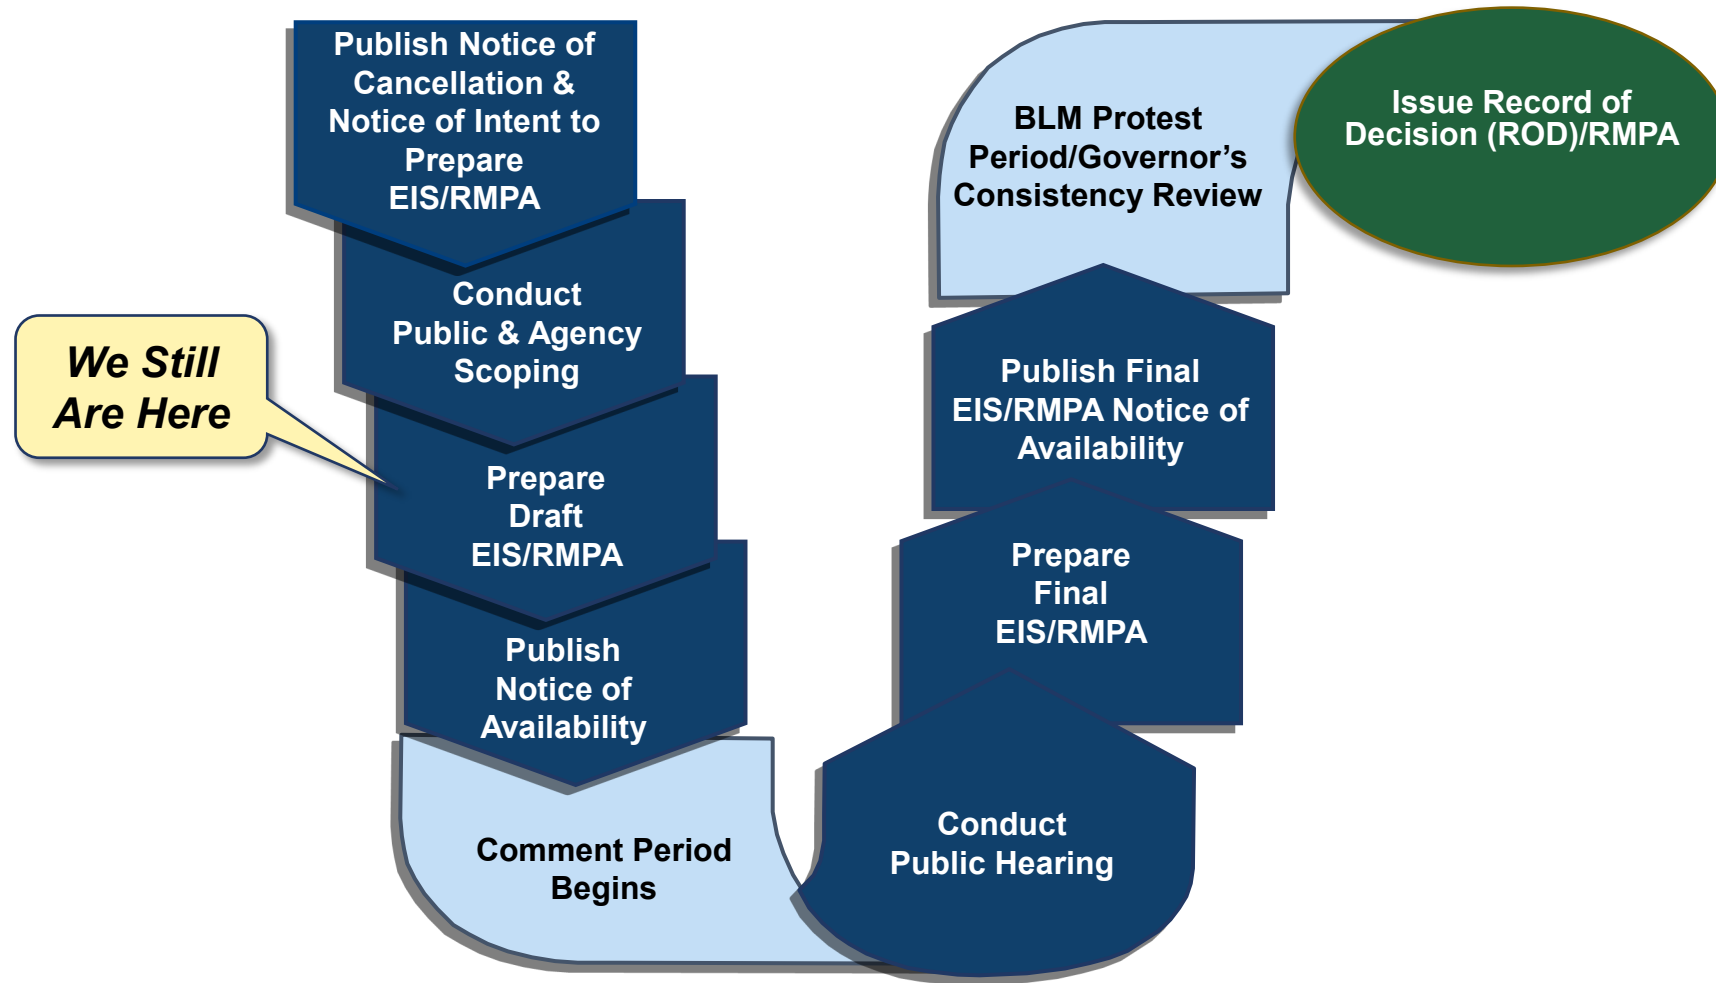 Publish Notice of
Cancellation &
Notice of Intent to
Prepare
EIS/RMPA
Conduct
Public & Agency
Scoping
We Still
Are Here
Prepare
Draft
EIS/RMPA
Publish
Notice of
Availability
Comment Period
Begins
Conduct
Public Hearing
Prepare
Final
EIS/RMPA
Publish Final
EIS/RMPA Notice of
Availability
BLM Protest
Period/Governor’s
Consistency Review
Issue Record of
Decision (ROD)/RMPA